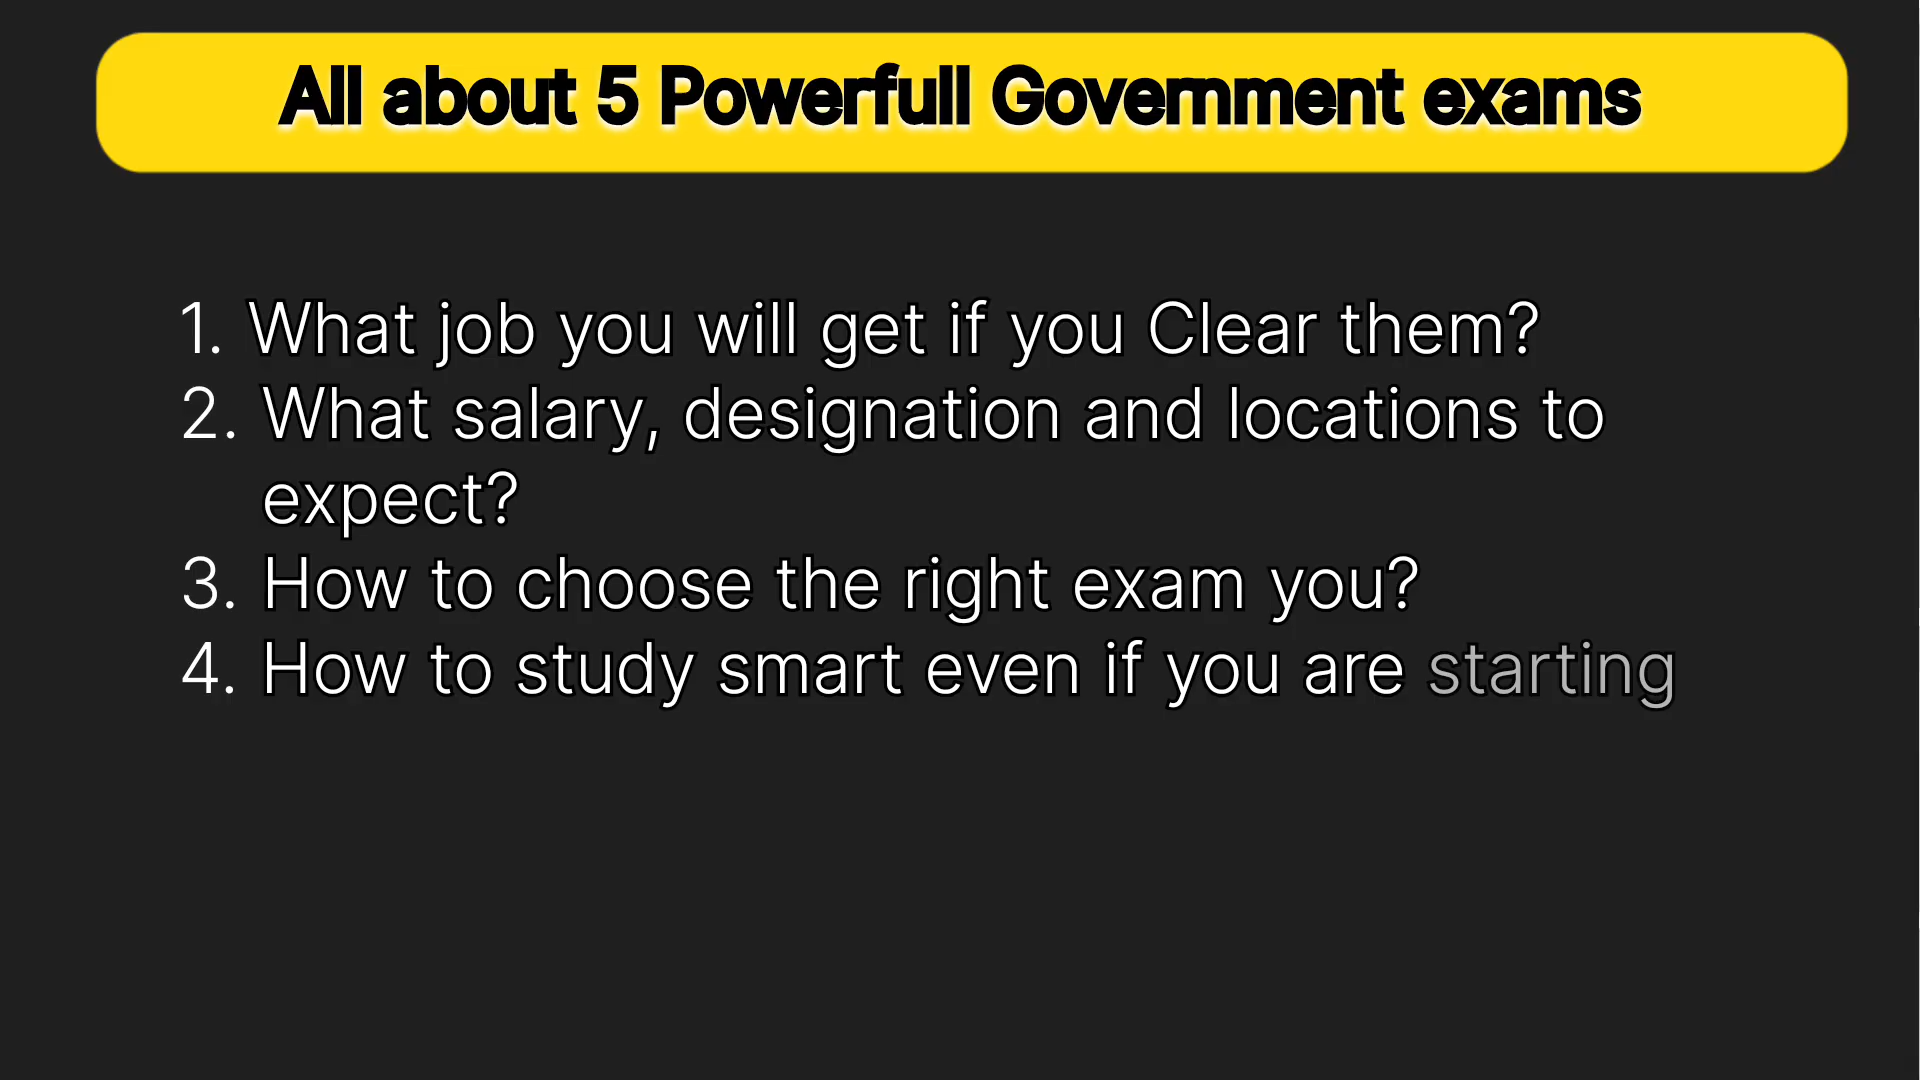 All about 5 Powerfull Government exams
1. What job you will get if you Clear them?
2. What salary, designation and locations to
expect?
3. How to choose the right exam you?
4. How to study smart even if you are starting